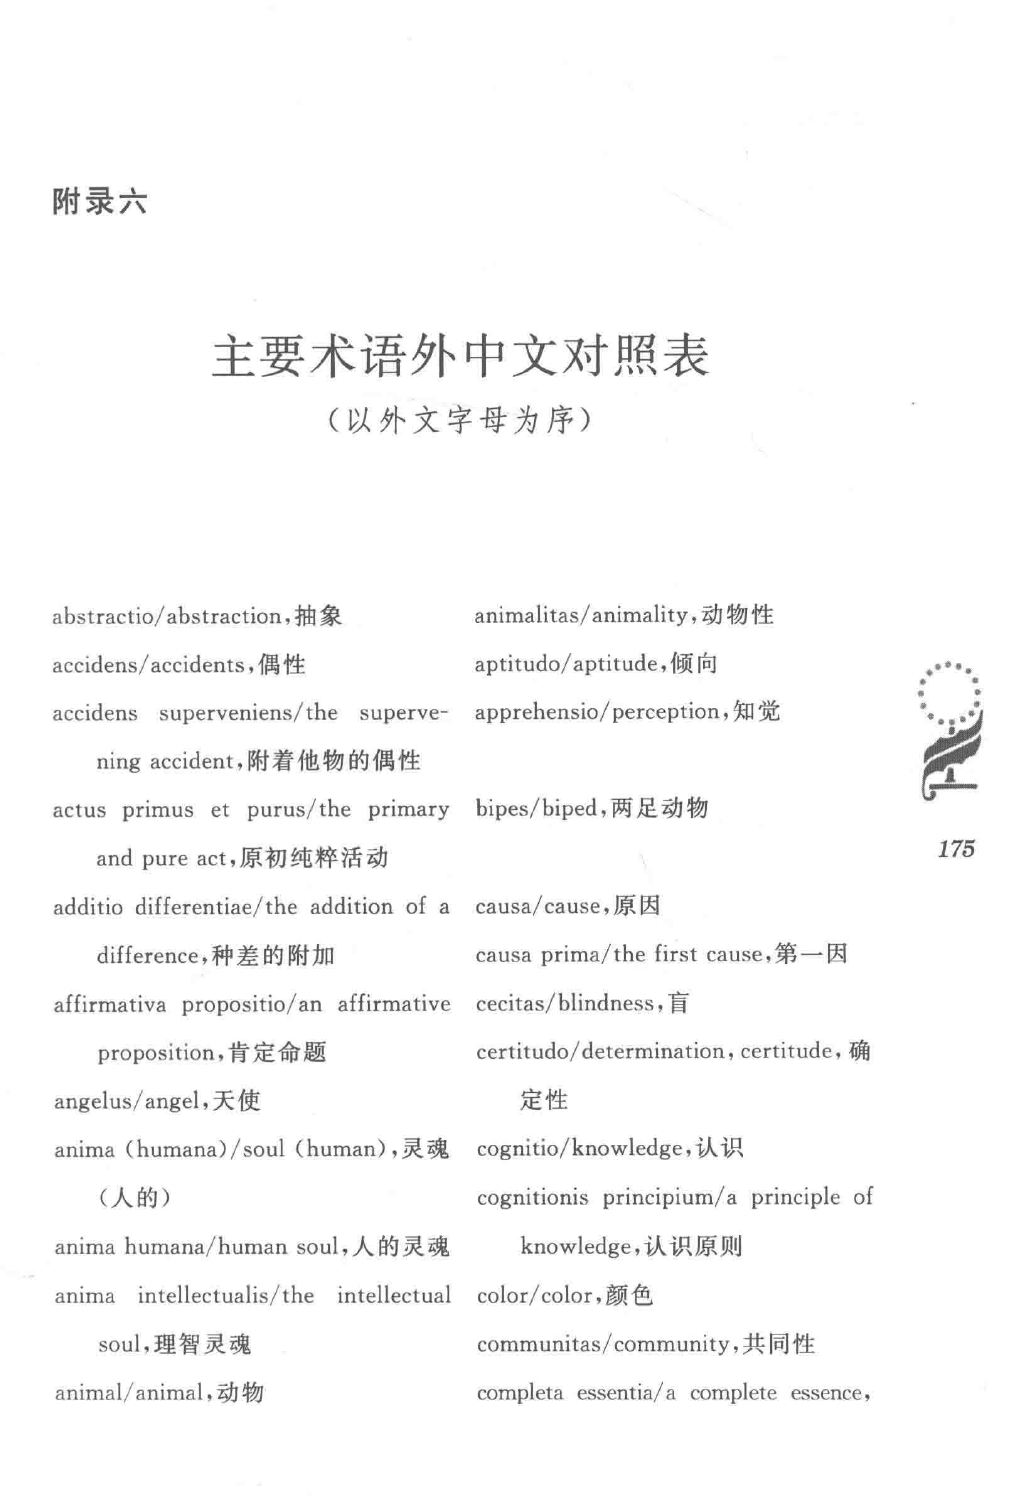 附录六
主要术语外中文对照表
（以外文字母为序）
abstractio/abstraction,抽象
accidens/accidents,偶性
accidens superveniens/the superve-
ning accident,附着他物的偶性
actus primus et purus/the primary
and pure act,原初纯粹活动
additio differentiae/the addition of a
difference,种差的附加
affirmativa propositio/an affirmative
proposition,肯定命题
angelus/angel,天使
anima (humana)/soul (human),灵魂
（人的）
anima humana/human soul,人的灵魂
anima intellectualis/the intellectual
soul,理智灵魂
animal/animal,动物
animalitas/animality,动物性
aptitudo/aptitude,倾向
apprehensio/perception,知觉
bipes/biped,两足动物
causa/cause,原因
causa prima/the first cause,第一因
cecitas/blindness,盲
certitudo/determination, certitude, 确
定性
cognitio/knowledge,认识
cognitionis principium/a principle of
knowledge,认识原则
color/color,颜色
communitas/community,共同性
completa essentia/a complete essence,
175